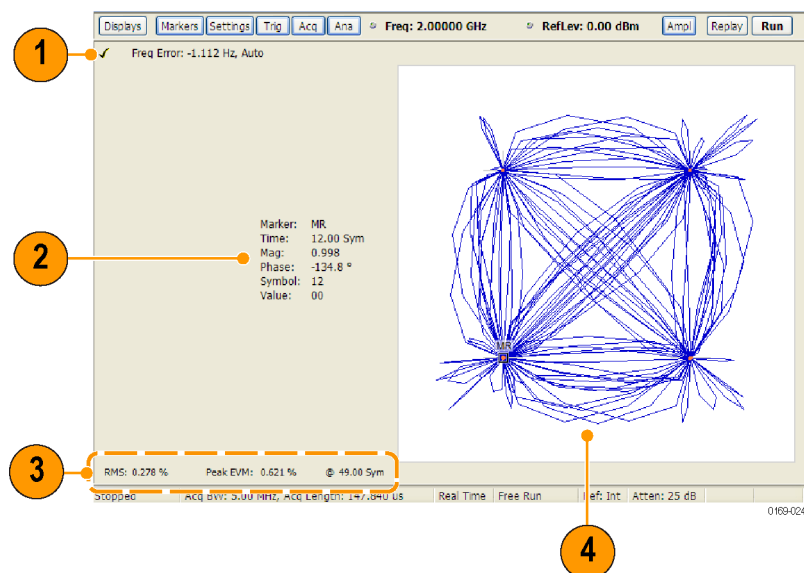 Displays Markers Settings Trig Acq Ana Freq: 2.00000 GHz RefLev: 0.00 dBm Ampl Replay Run
1
✓ Freq Error: -1.112 Hz, Auto
2
Marker: MR
Time: 12.00 Sym
Mag: 0.998
Phase: -134.8 °
Symbol: 12
Value: 00
MR
3
RMS: 0.278 % Peak EVM: 0.621 % @ 49.00 Sym
Stopped Acq BW: 5.00 MHz, Acq Length: 147.840 us Real Time Free Run Ref: Int Atten: 25 dB
0169-024
4